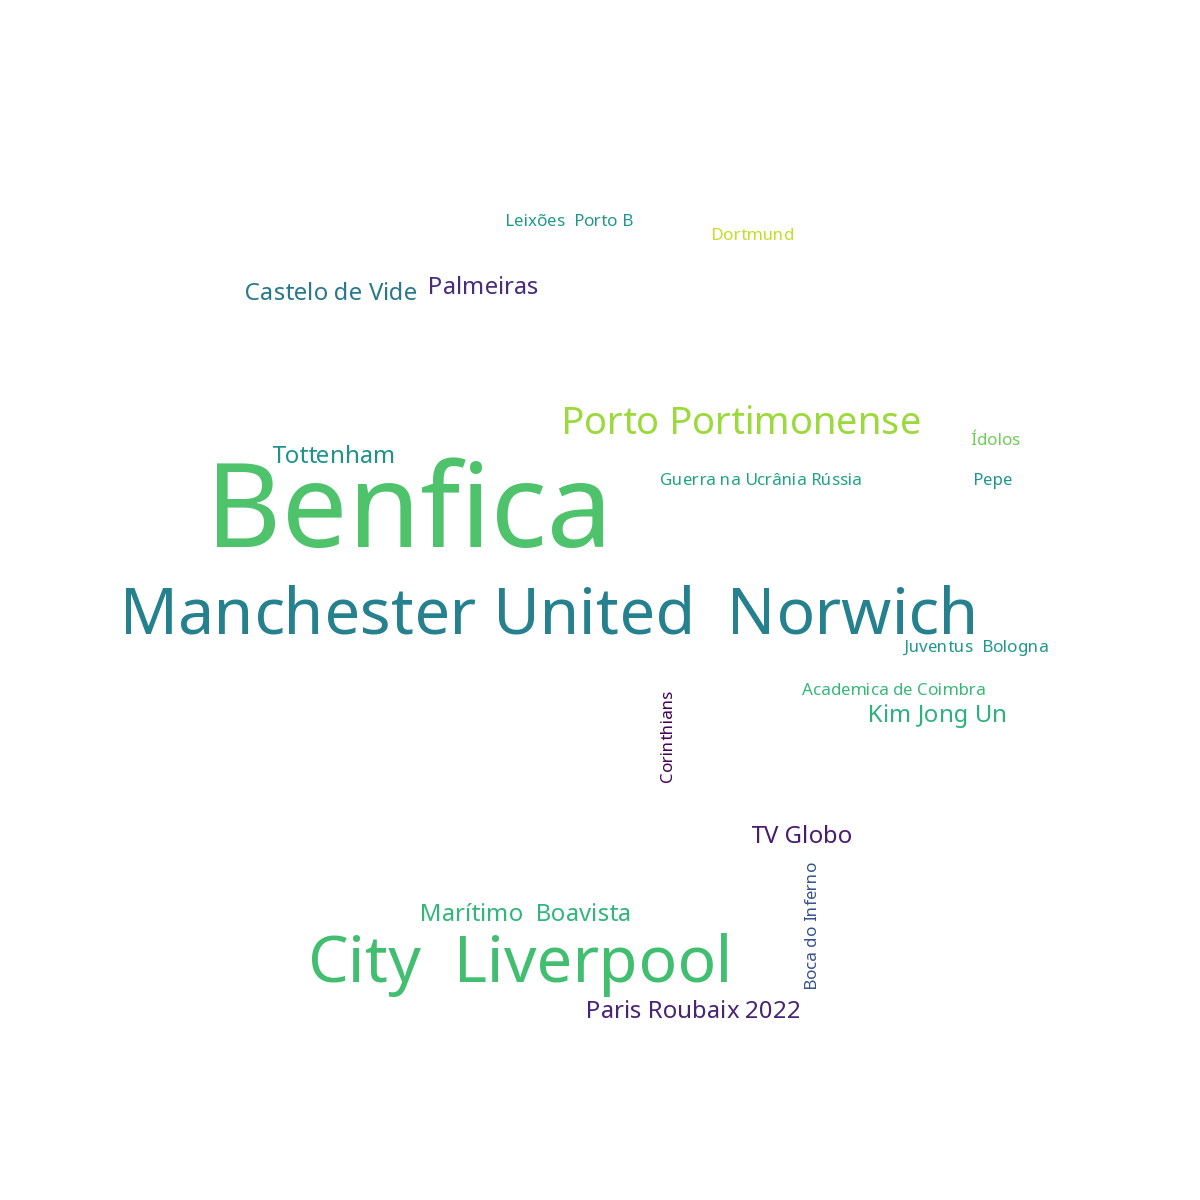 Leixões Porto B
Dortmund
Castelo de Vide
Palmeiras
Porto Portimonense
Ídolos
Tottenham
Guerra na Ucrânia Rússia
Pepe
Benfica
Manchester United Norwich
Juventus Bologna
Academica de Coimbra
Kim Jong Un
Corinthians
TV Globo
Boca do Inferno
Marítimo Boavista
City Liverpool
Paris Roubaix 2022